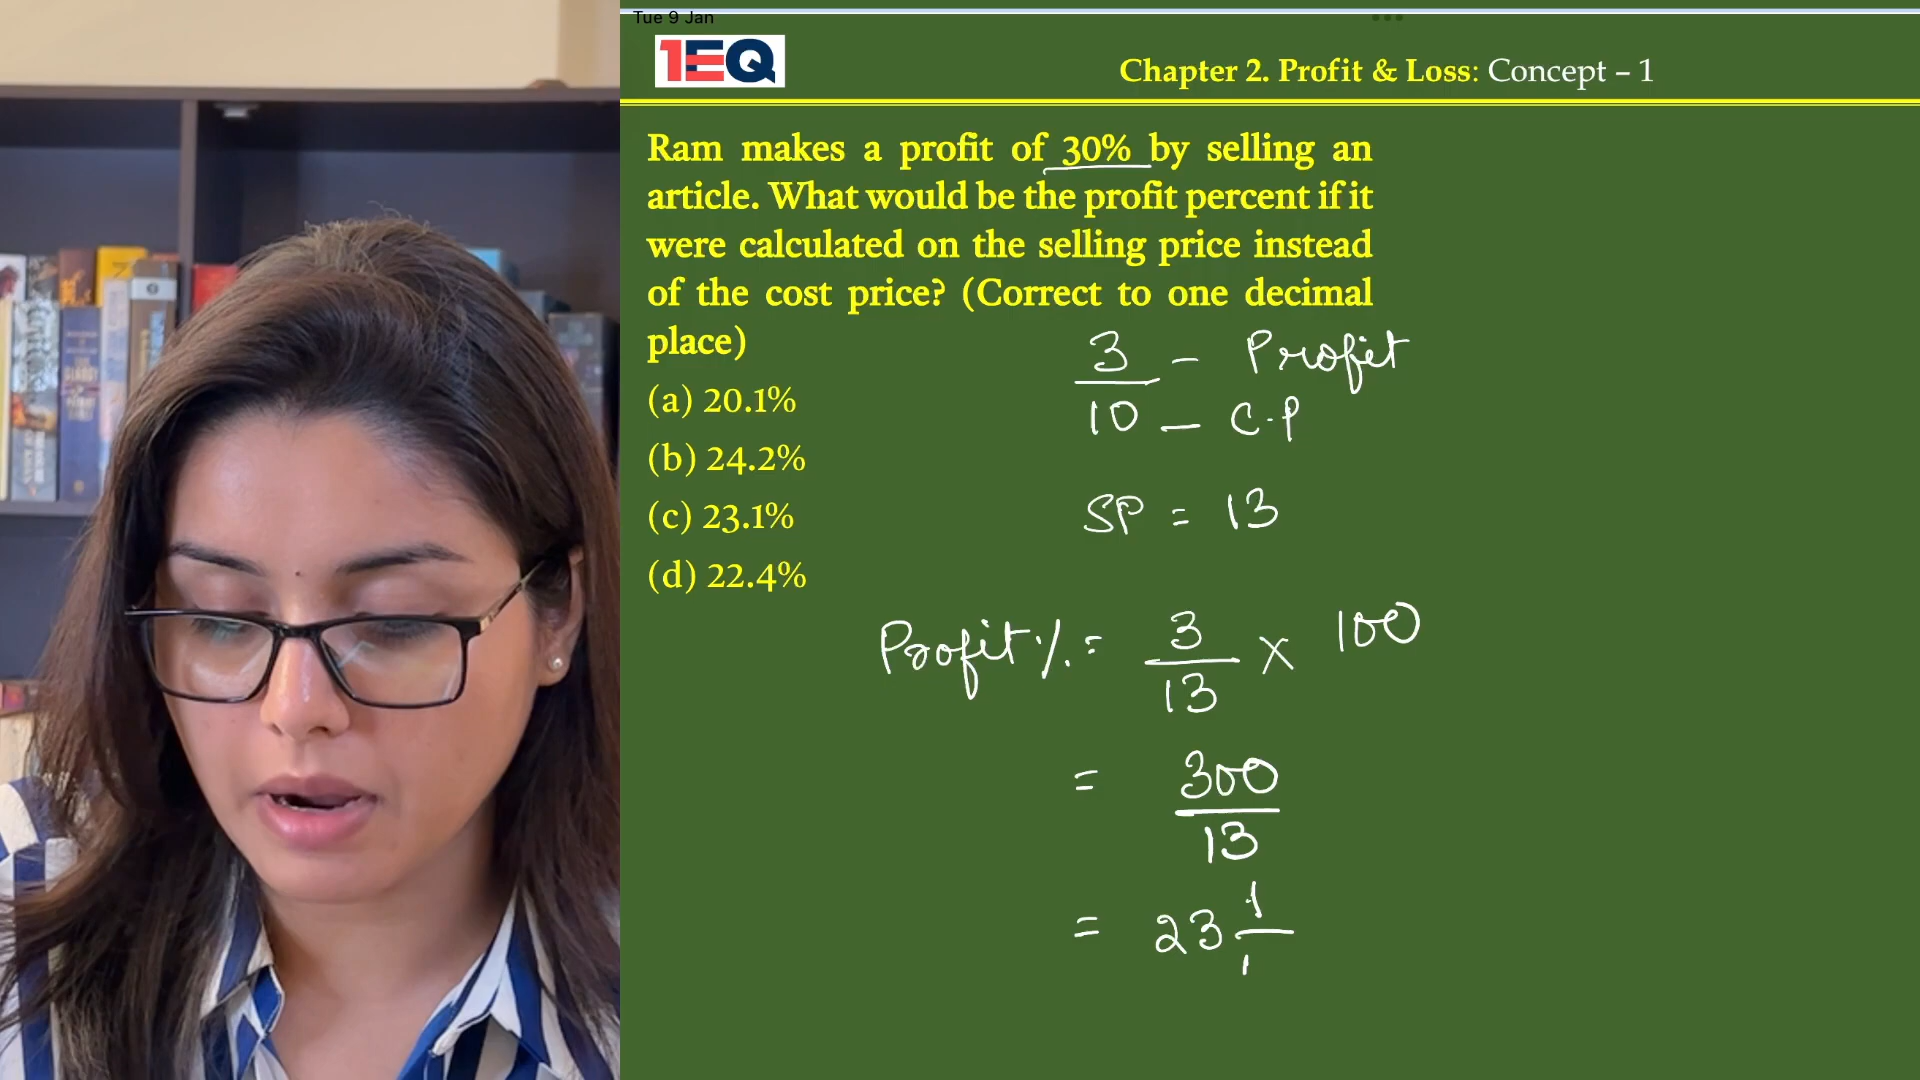 Tue 9 Jan
1EQ
Chapter 2. Profit & Loss: Concept – 1
Ram makes a profit of 30% by selling an
article. What would be the profit percent if it
were calculated on the selling price instead
of the cost price? (Correct to one decimal
place)
(a) 20.1%
(b) 24.2%
(c) 23.1%
(d) 22.4%
3 – Profit
10 – C.P
SP = 13
Profit % = 3/13 × 100
= 300/13
= 23 1/1